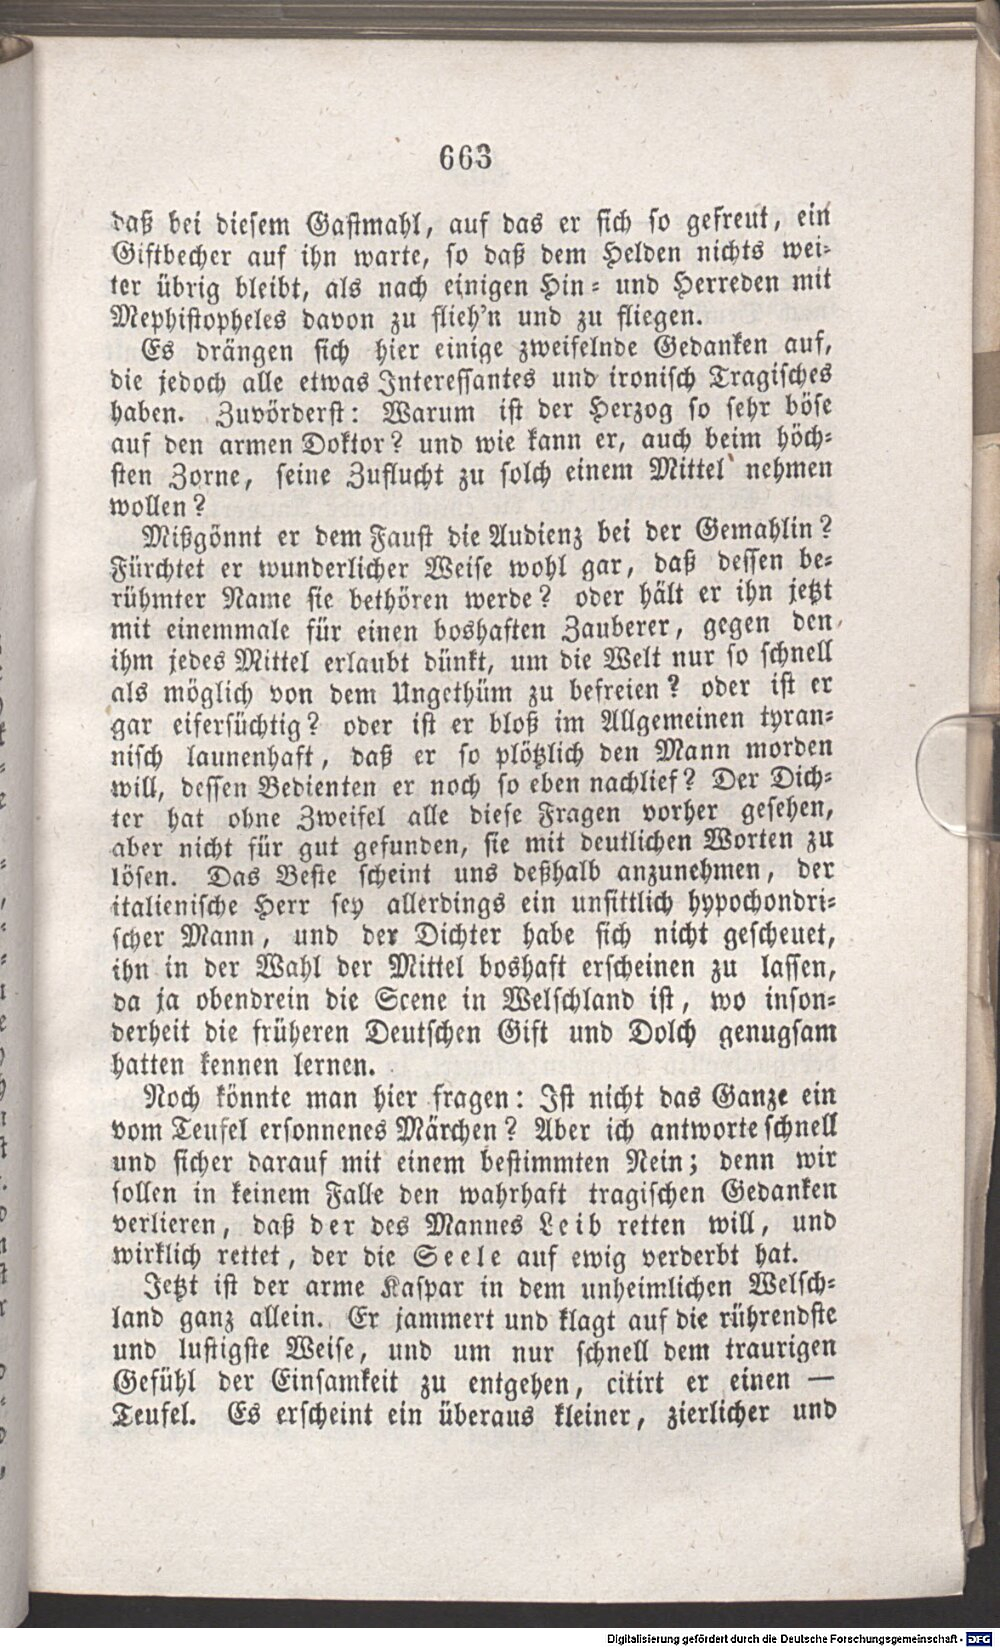 663
daß bei diesem Gastmahl, auf das er sich so gefreut, ein
Giftbecher auf ihn warte, so daß dem Helden nichts wei-
ter übrig bleibt, als nach einigen Hin- und Herreden mit
Mephistopheles davon zu flieh'n und zu fliegen.
Es drängen sich hier einige zweifelnde Gedanken auf,
die jedoch alle etwas Interessantes und ironisch Tragisches
haben. Zuvörderst: Warum ist der Herzog so sehr böse
auf den armen Doktor? und wie kann er, auch beim höch-
sten Zorne, seine Zuflucht zu solch einem Mittel nehmen
wollen?
Mißgönnt er dem Faust die Audienz bei der Gemahlin?
Fürchtet er wunderlicher Weise wohl gar, daß dessen be-
rühmter Name sie bethören werde? oder hält er ihn jetzt
mit einemmale für einen boshaften Zauberer, gegen den
ihm jedes Mittel erlaubt dünkt, um die Welt nur so schnell
als möglich von dem Ungethüm zu befreien? oder ist er
gar eifersüchtig? oder ist er bloß im Allgemeinen tyran-
nisch launenhaft, daß er so plötzlich den Mann morden
will, dessen Bedienten er noch so eben nachlief? Der Dich-
ter hat ohne Zweifel alle diese Fragen vorher gesehen,
aber nicht für gut gefunden, sie mit deutlichen Worten zu
lösen. Das Beste scheint uns deßhalb anzunehmen, der
italienische Herr sey allerdings ein unsittlich hypochondri-
scher Mann, und der Dichter habe sich nicht gescheuet,
ihn in der Wahl der Mittel boshaft erscheinen zu lassen,
da ja obendrein die Scene in Welschland ist, wo inson-
derheit die früheren Deutschen Gift und Dolch genugsam
hatten kennen lernen.
Noch könnte man hier fragen: Ist nicht das Ganze ein
vom Teufel ersonnenes Märchen? Aber ich antworte schnell
und sicher darauf mit einem bestimmten Nein; denn wir
sollen in keinem Falle den wahrhaft tragischen Gedanken
verlieren, daß der des Mannes Leib retten will, und
wirklich rettet, der die Seele auf ewig verderbt hat.
Jetzt ist der arme Kaspar in dem unheimlichen Welsch-
land ganz allein. Er jammert und klagt auf die rührendste
und lustigste Weise, und um nur schnell dem traurigen
Gefühl der Einsamkeit zu entgehen, citirt er einen —
Teufel. Es erscheint ein überaus kleiner, zierlicher und
Digitalisierung gefördert durch die Deutsche Forschungsgemeinschaft - DFG